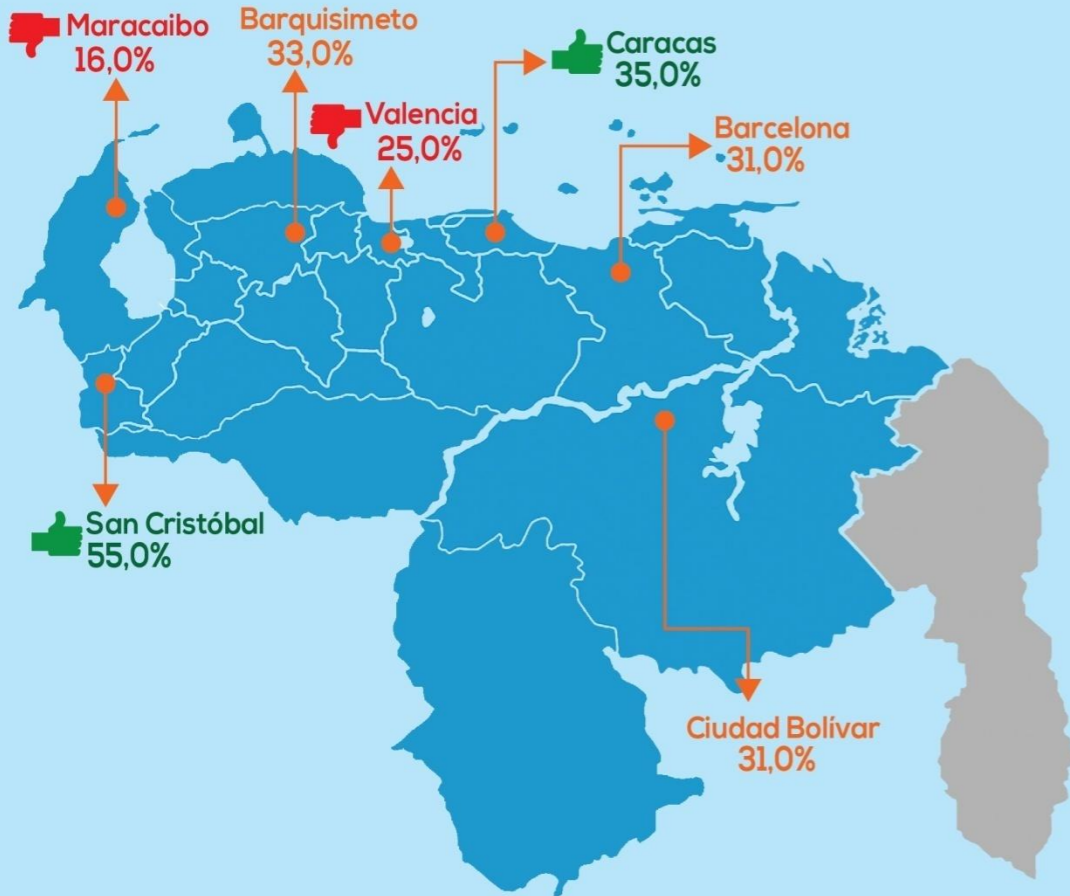 Maracaibo
16,0%
Barquisimeto
33,0%
Caracas
35,0%
Valencia
25,0%
Barcelona
31,0%
San Cristóbal
55,0%
Ciudad Bolívar
31,0%